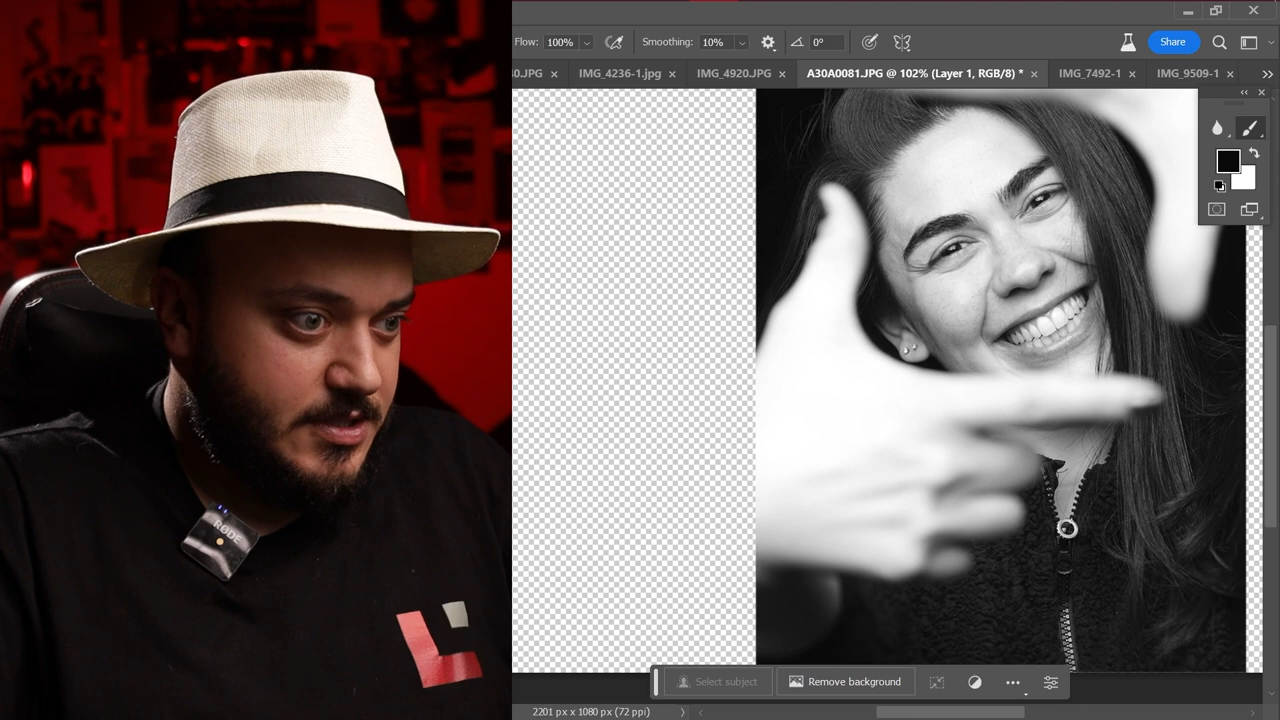 Flow: 100% Smoothing: 10% 0° Share
0.JPG × IMG_4236-1.jpg × IMG_4920.JPG × A30A0081.JPG @ 102% (Layer 1, RGB/8) * × IMG_7492-1 × IMG_9509-1 ×
RØDE
Select subject Remove background
2201 px x 1080 px (72 ppi)